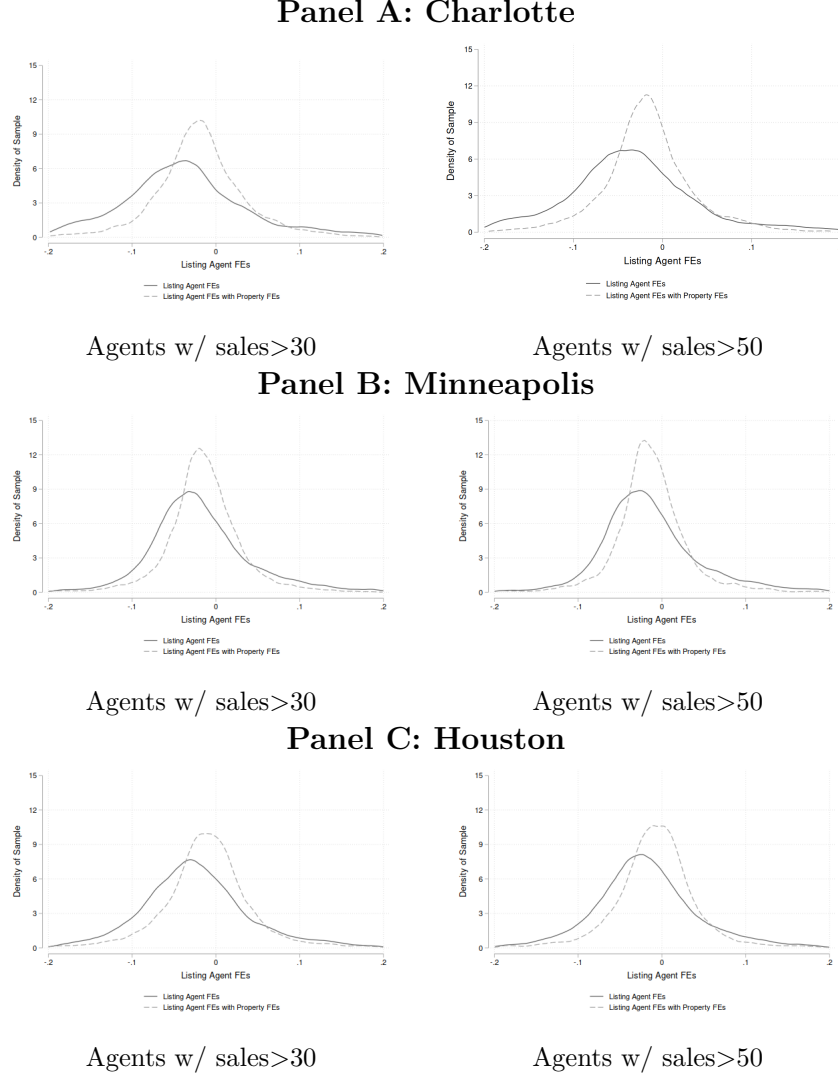 Panel A: Charlotte
15
12
9
6
3
0
Density of Sample
-.2
-.1
0
.1
.2
Listing Agent FEs
Listing Agent FEs
Listing Agent FEs with Property FEs
15
12
9
6
3
0
Density of Sample
-.2
-.1
0
.1
Listing Agent FEs
Listing Agent FEs
Listing Agent FEs with Property FEs
Agents w/ sales>30
Agents w/ sales>50
Panel B: Minneapolis
15
12
9
6
3
0
Density of Sample
-.2
-.1
0
.1
.2
Listing Agent FEs
Listing Agent FEs
Listing Agent FEs with Property FEs
15
12
9
6
3
0
Density of Sample
-.2
-.1
0
.1
.2
Listing Agent FEs
Listing Agent FEs
Listing Agent FEs with Property FEs
Agents w/ sales>30
Agents w/ sales>50
Panel C: Houston
15
12
9
6
3
0
Density of Sample
-.2
-.1
0
.1
.2
Listing Agent FEs
Listing Agent FEs
Listing Agent FEs with Property FEs
15
12
9
6
3
0
Density of Sample
-.2
-.1
0
.1
.2
Listing Agent FEs
Listing Agent FEs
Listing Agent FEs with Property FEs
Agents w/ sales>30
Agents w/ sales>50